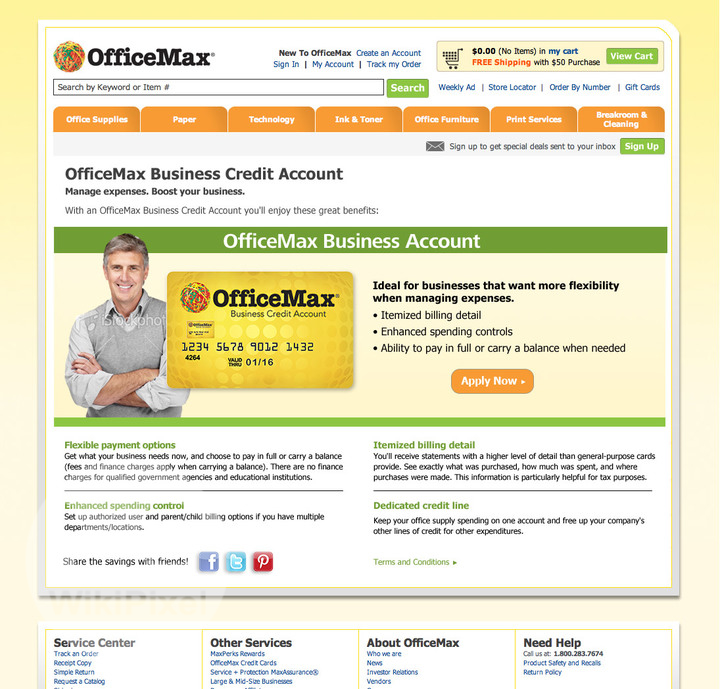 OfficeMax®
New To OfficeMax Create an Account
Sign In | My Account | Track my Order
$0.00 (No Items) in my cart
FREE Shipping with $50 Purchase
View Cart
Search by Keyword or Item #
Search
Weekly Ad | Store Locator | Order By Number | Gift Cards
Office Supplies
Paper
Technology
Ink & Toner
Office Furniture
Print Services
Breakroom &
Cleaning
Sign up to get special deals sent to your inbox
Sign Up
OfficeMax Business Credit Account
Manage expenses. Boost your business.
With an OfficeMax Business Credit Account you'll enjoy these great benefits:
OfficeMax Business Account
iStockphoto
OfficeMax®
Business Credit Account
OfficeMax
1234 5678 9012 1432
4264
VALID
THRU 01/16
Ideal for businesses that want more flexibility
when managing expenses.
• Itemized billing detail
• Enhanced spending controls
• Ability to pay in full or carry a balance when needed
Apply Now ▸
Flexible payment options
Get what your business needs now, and choose to pay in full or carry a balance
(fees and finance charges apply when carrying a balance). There are no finance
charges for qualified government agencies and educational institutions.
Itemized billing detail
You'll receive statements with a higher level of detail than general-purpose cards
provide. See exactly what was purchased, how much was spent, and where
purchases were made. This information is particularly helpful for tax purposes.
Enhanced spending control
Set up authorized user and parent/child billing options if you have multiple
departments/locations.
Dedicated credit line
Keep your office supply spending on one account and free up your company's
other lines of credit for other expenditures.
Share the savings with friends!
Terms and Conditions ▸
Service Center
Track an Order
Receipt Copy
Simple Return
Request a Catalog
Other Services
MaxPerks Rewards
OfficeMax Credit Cards
Service + Protection MaxAssurance®
Large & Mid-Size Businesses
About OfficeMax
Who we are
News
Investor Relations
Vendors
Need Help
Call us at: 1.800.283.7674
Product Safety and Recalls
Return Policy